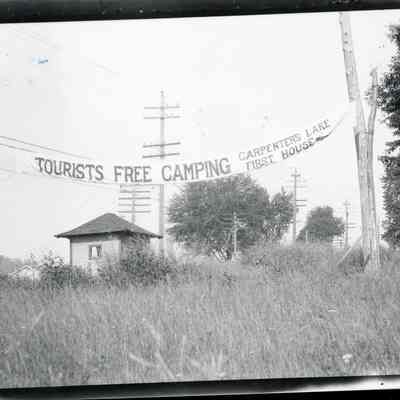 TOURISTS FREE CAMPING
CARPENTERS LAKE
FIRST HOUSE